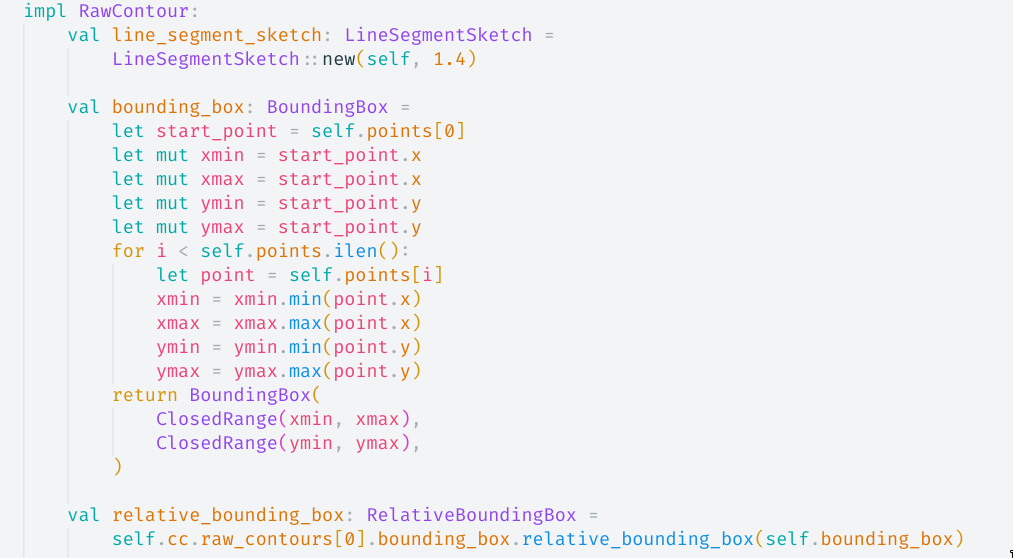 impl RawContour:
    val line_segment_sketch: LineSegmentSketch =
        LineSegmentSketch::new(self, 1.4)

    val bounding_box: BoundingBox =
        let start_point = self.points[0]
        let mut xmin = start_point.x
        let mut xmax = start_point.x
        let mut ymin = start_point.y
        let mut ymax = start_point.y
        for i < self.points.ilen():
            let point = self.points[i]
            xmin = xmin.min(point.x)
            xmax = xmax.max(point.x)
            ymin = ymin.min(point.y)
            ymax = ymax.max(point.y)
        return BoundingBox(
            ClosedRange(xmin, xmax),
            ClosedRange(ymin, ymax),
        )

    val relative_bounding_box: RelativeBoundingBox =
        self.cc.raw_contours[0].bounding_box.relative_bounding_box(self.bounding_box)